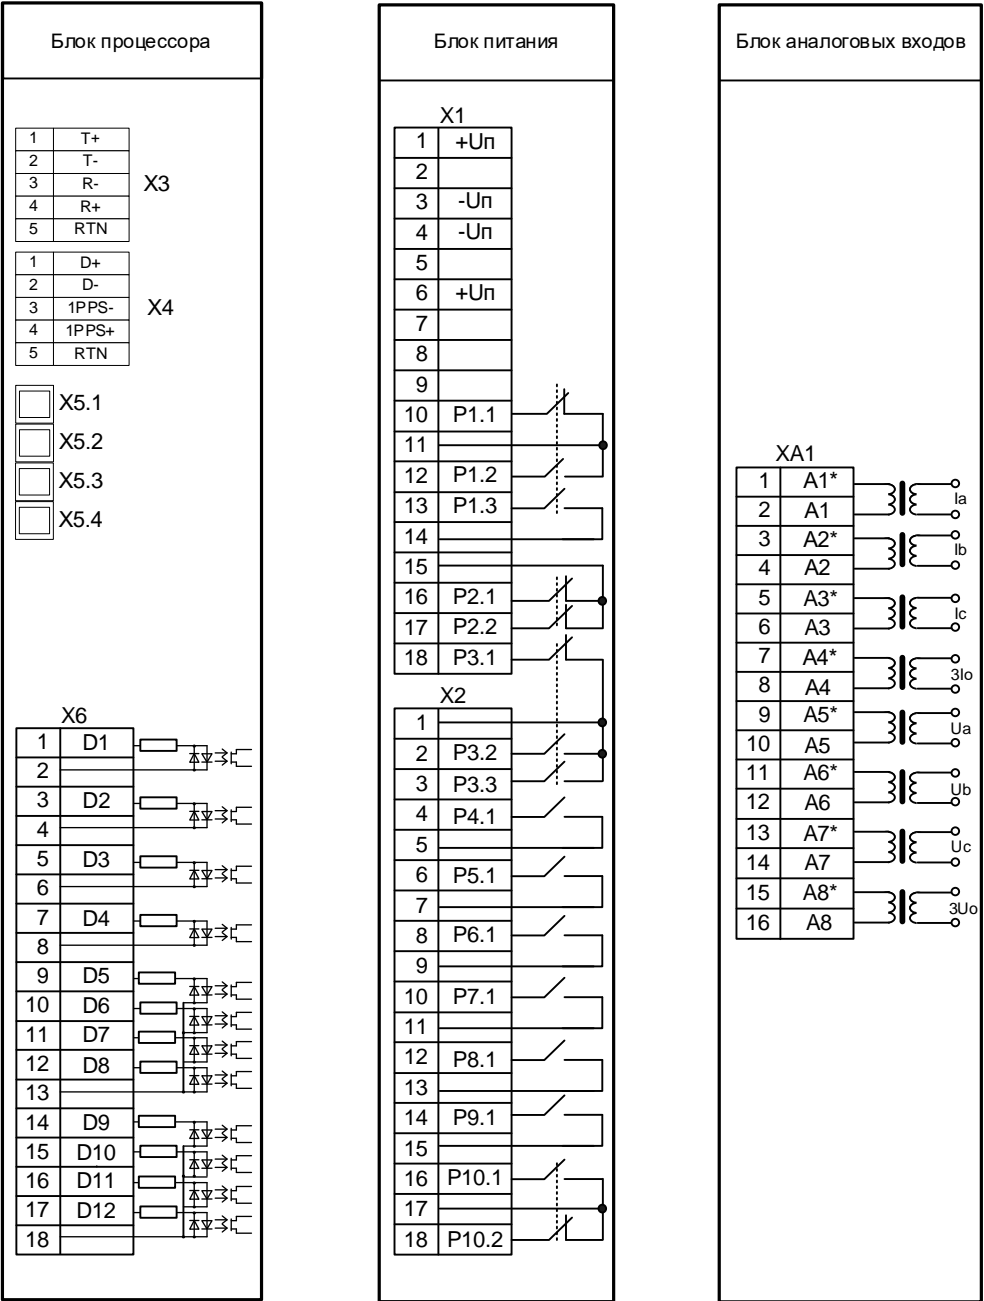 Блок процессора
1 T+
2 T-
3 R-
4 R+
5 RTN
X3
1 D+
2 D-
3 1PPS-
4 1PPS+
5 RTN
X4
X5.1
X5.2
X5.3
X5.4
X6
1 D1
2
3 D2
4
5 D3
6
7 D4
8
9 D5
10 D6
11 D7
12 D8
13
14 D9
15 D10
16 D11
17 D12
18
Блок питания
X1
1 +Uп
2
3 -Uп
4 -Uп
5
6 +Uп
7
8
9
10 P1.1
11
12 P1.2
13 P1.3
14
15
16 P2.1
17 P2.2
18 P3.1
X2
1
2 P3.2
3 P3.3
4 P4.1
5
6 P5.1
7
8 P6.1
9
10 P7.1
11
12 P8.1
13
14 P9.1
15
16 P10.1
17
18 P10.2
Блок аналоговых входов
XA1
1 A1*
2 A1
Ia
3 A2*
4 A2
Ib
5 A3*
6 A3
Ic
7 A4*
8 A4
3Io
9 A5*
10 A5
Ua
11 A6*
12 A6
Ub
13 A7*
14 A7
Uc
15 A8*
16 A8
3Uo